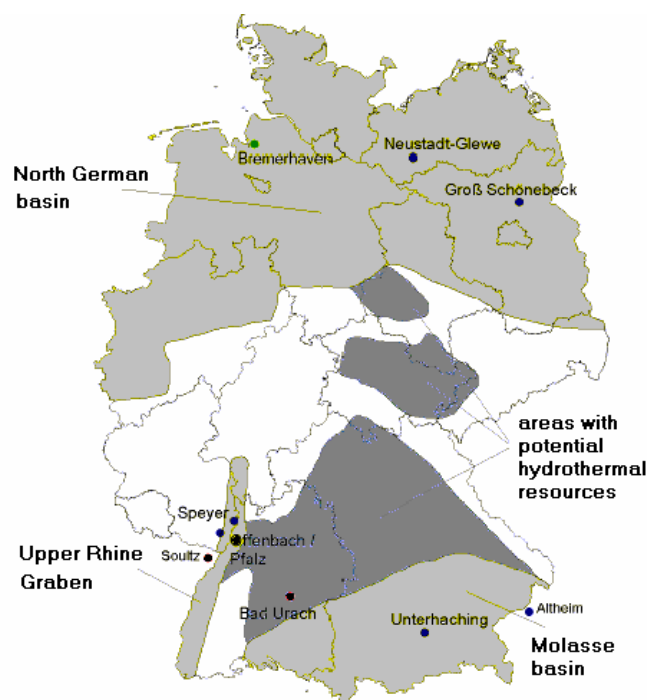 Neustadt-Glewe
Bremerhaven
North German
basin
Groß Schönebeck
areas with
potential
hydrothermal
resources
Speyer
Upper Rhine
Graben
Soultz
ffenbach /
Pfalz
Bad Urach
Unterhaching
Altheim
Molasse
basin